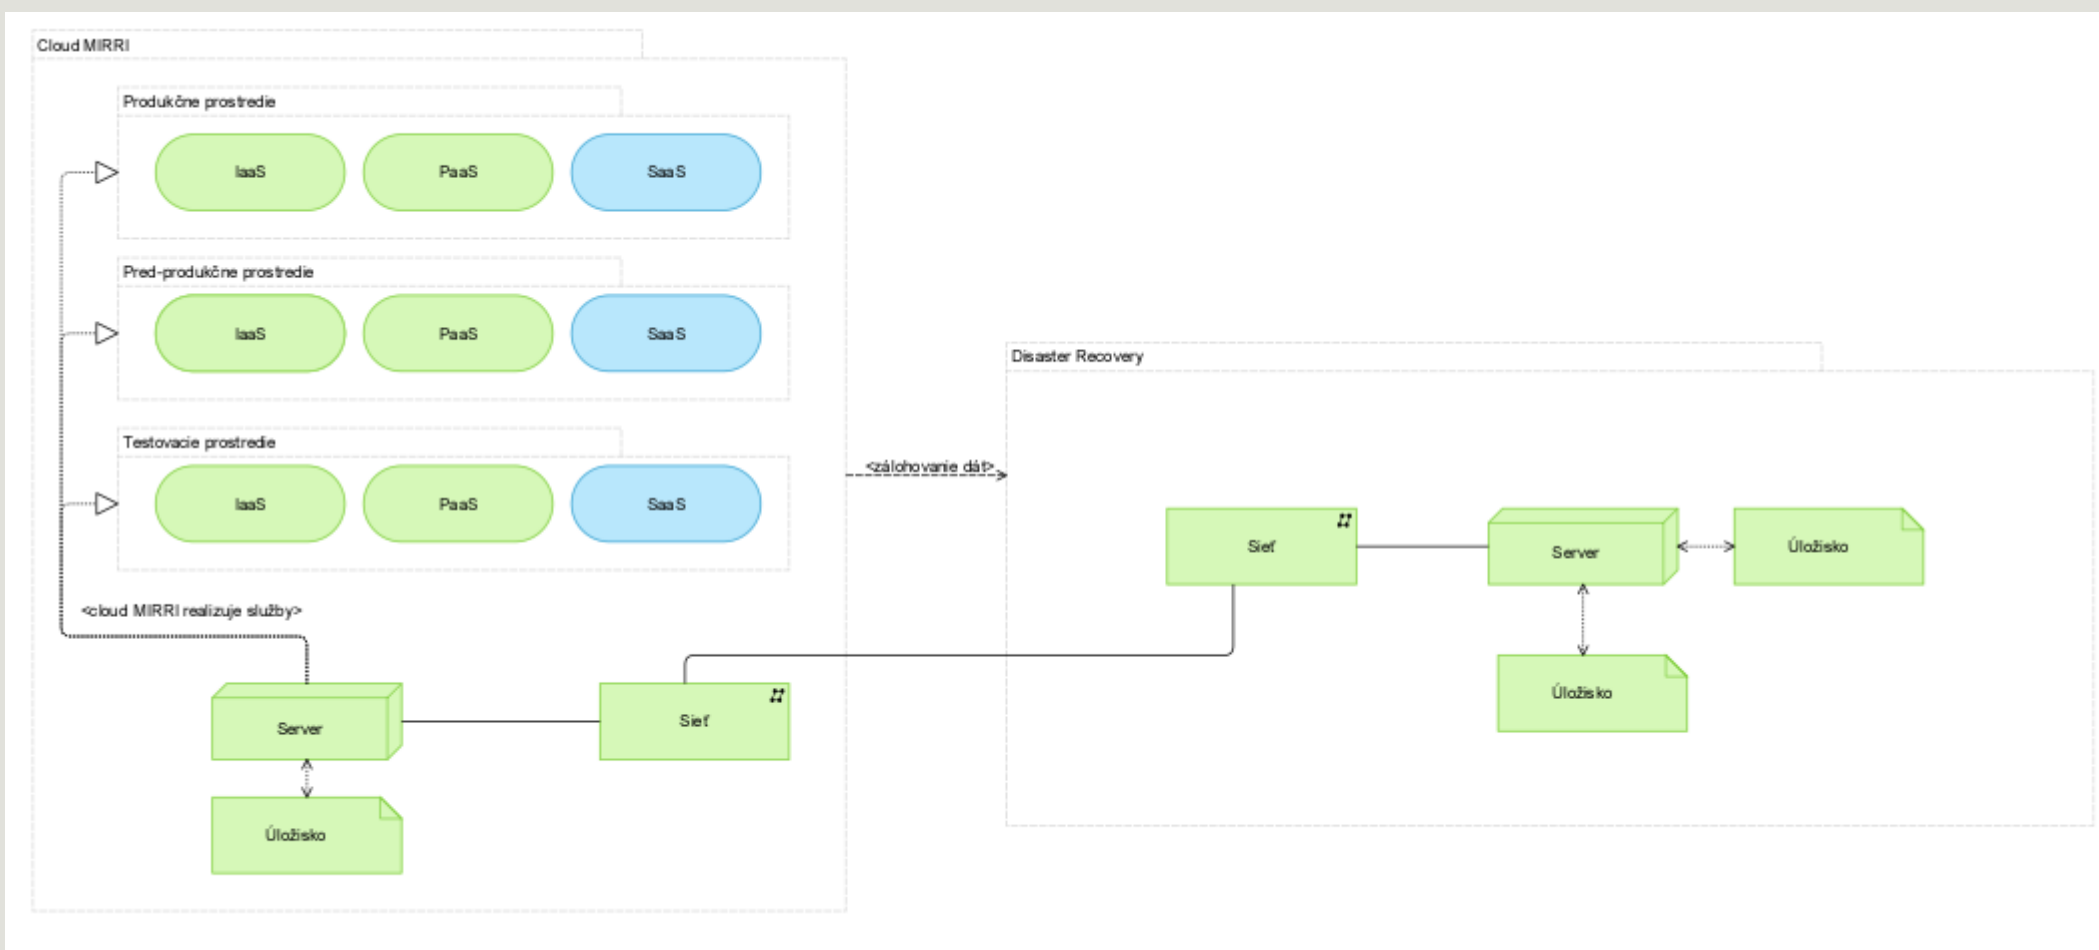 Cloud MIRRI
Produkčne prostredie
IaaS
PaaS
SaaS
Pred-produkčne prostredie
IaaS
PaaS
SaaS
Testovacie prostredie
IaaS
PaaS
SaaS
<cloud MIRRI realizuje služby>
Server
Sieť
Úložisko
<zálohovanie dát>
Disaster Recovery
Sieť
Server
Úložisko
Úložisko